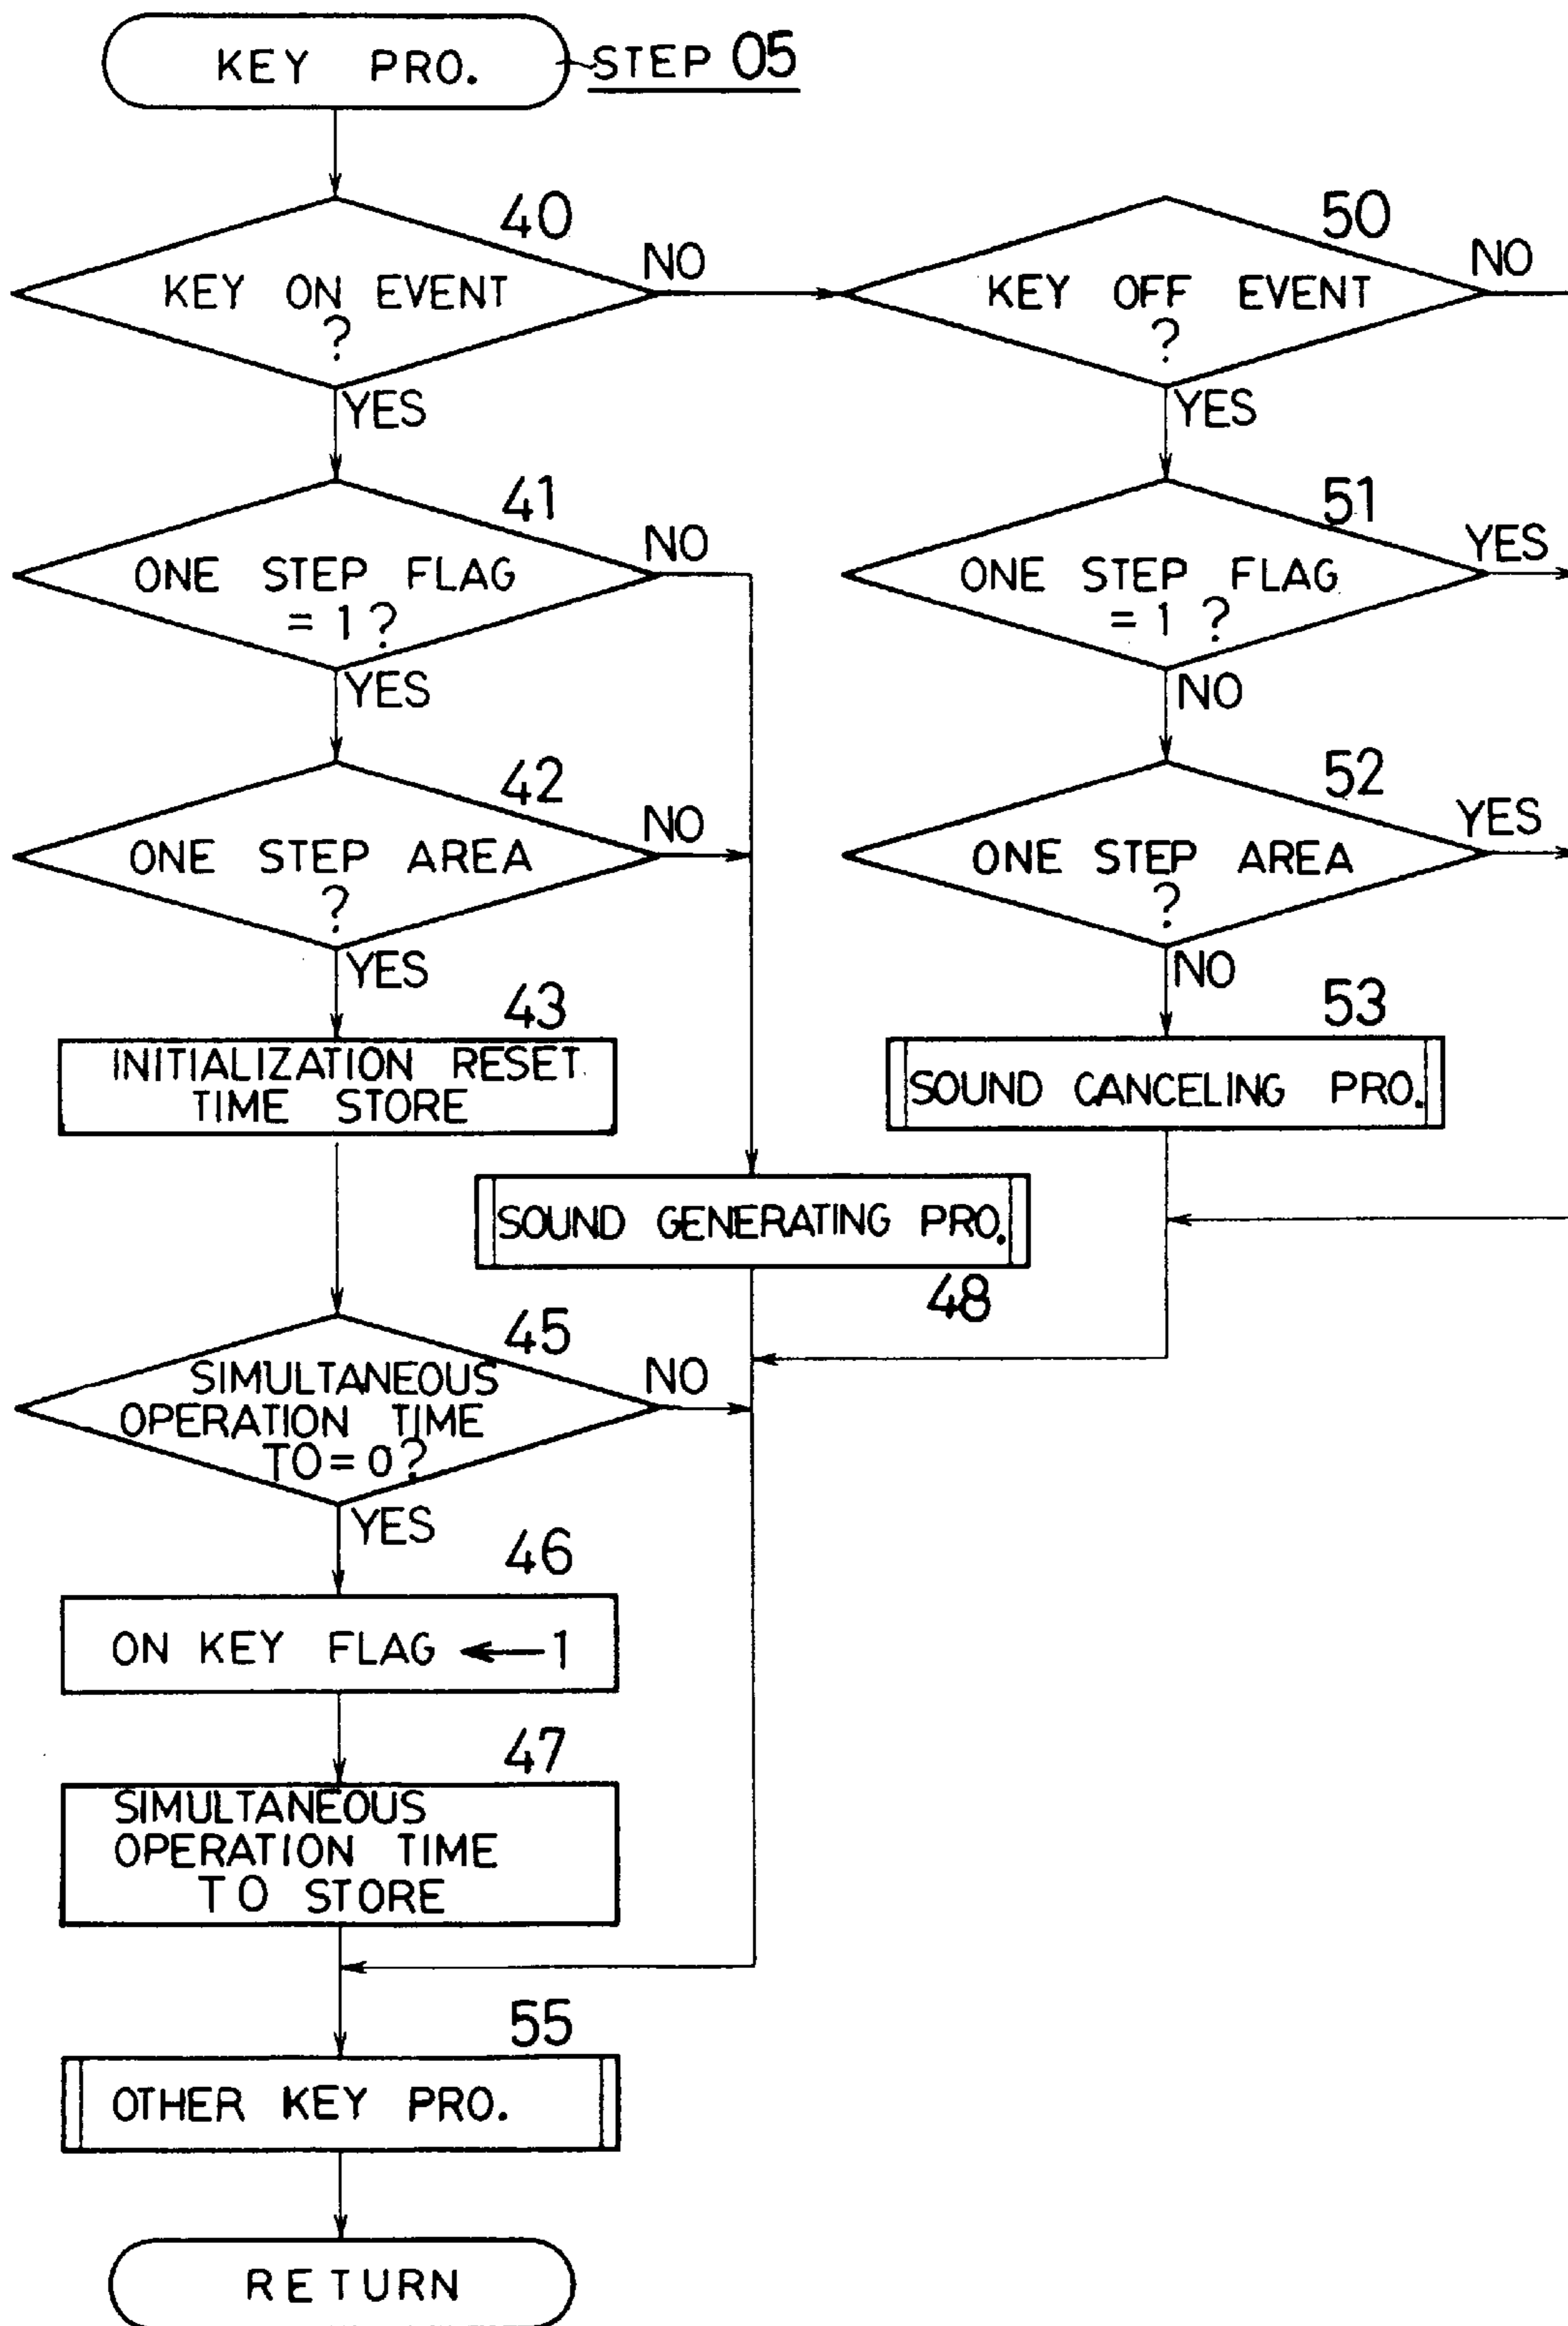 KEY PRO.
STEP 05
40
KEY ON EVENT
?
NO
YES
50
KEY OFF EVENT
?
NO
YES
41
ONE STEP FLAG
= 1 ?
NO
YES
51
ONE STEP FLAG
= 1 ?
YES
NO
42
ONE STEP AREA
?
NO
YES
52
ONE STEP AREA
?
YES
NO
43
INITIALIZATION RESET
TIME STORE
53
SOUND CANCELING PRO.
SOUND GENERATING PRO.
48
45
SIMULTANEOUS
OPERATION TIME
TO = 0 ?
NO
YES
46
ON KEY FLAG ← 1
47
SIMULTANEOUS
OPERATION TIME
TO STORE
55
OTHER KEY PRO.
RETURN